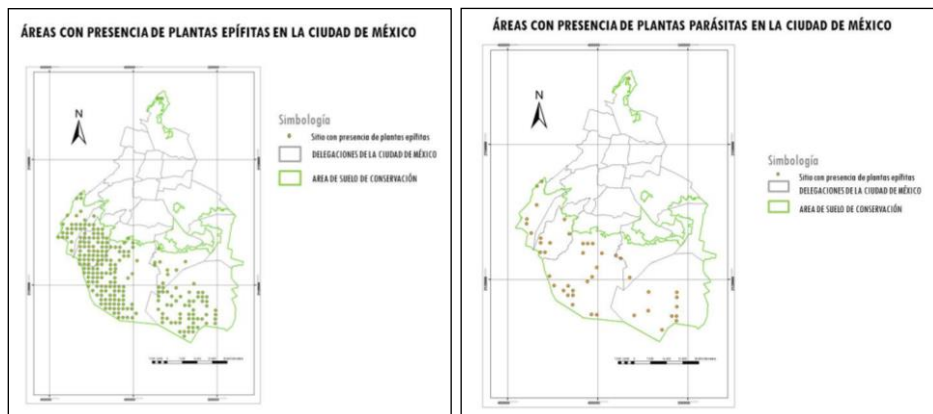 ÁREAS CON PRESENCIA DE PLANTAS EPÍFITAS EN LA CIUDAD DE MÉXICO
N
Simbología
Sitio con presencia de plantas epífitas
DELEGACIONES DE LA CIUDAD DE MÉXICO
AREA DE SUELO DE CONSERVACIÓN
ÁREAS CON PRESENCIA DE PLANTAS PARÁSITAS EN LA CIUDAD DE MÉXICO
N
Simbología
Sitio con presencia de plantas epífitas
DELEGACIONES DE LA CIUDAD DE MÉXICO
AREA DE SUELO DE CONSERVACIÓN